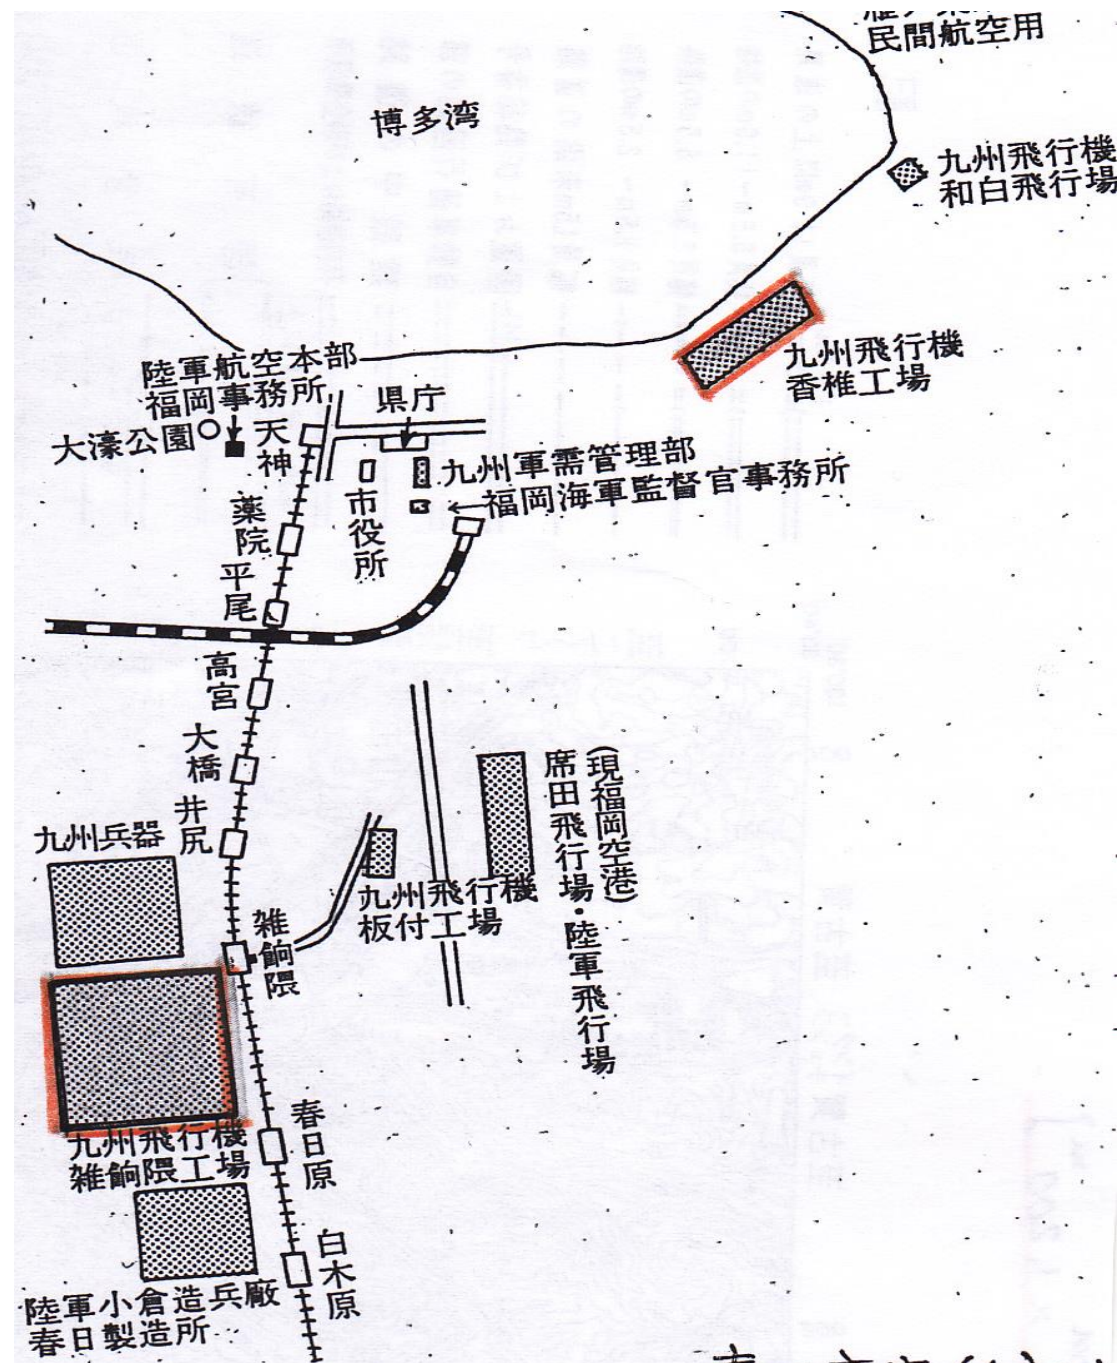 民間航空用
博多湾
九州飛行機
和白飛行場
九州飛行機
香椎工場
陸軍航空本部
福岡事務所
大濠公園
天神
県庁
市役所
九州軍需管理部
福岡海軍監督官事務所
薬院
平尾
高宮
大橋
井尻
九州兵器
雑餉隈
九州飛行機
板付工場
(現福岡空港)
席田飛行場・陸軍飛行場
九州飛行機
雑餉隈工場
春日原
白木原
陸軍小倉造兵廠
春日製造所